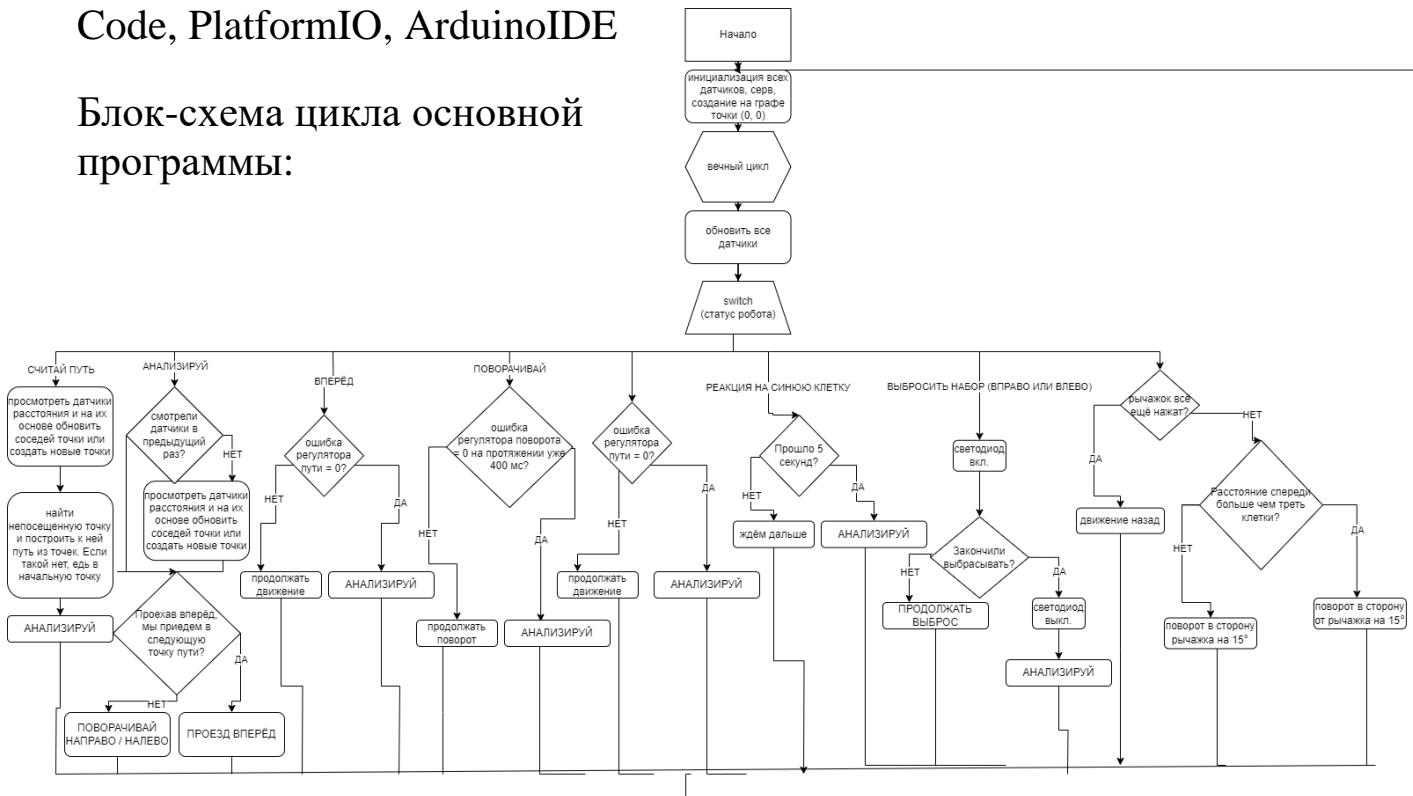 Code, PlatformIO, ArduinoIDE
Блок-схема цикла основной
программы:
Начало
инициализация всех
датчиков, серв,
создание на графе
точки (0, 0)
вечный цикл
обновить все
датчики
switch
(статус робота)
СЧИТАЙ ПУТЬ
просмотреть датчики
расстояния и на их
основе обновить
соседей точки или
создать новые точки
найти
непосещенную точку
и построить к ней
путь из точек. Если
такой нет, едь в
начальную точку
АНАЛИЗИРУЙ
АНАЛИЗИРУЙ
смотрели
датчики в
предыдущий
раз?
НЕТ
просмотреть датчики
расстояния и на их
основе обновить
соседей точки или
создать новые точки
Проехав вперёд,
мы приедем в
следующую
точку пути?
ДА
НЕТ
ПОВОРАЧИВАЙ
НАПРАВО / НАЛЕВО
ПРОЕЗД ВПЕРЁД
ВПЕРЁД
ошибка
регулятора
пути = 0?
НЕТ
ДА
продолжать
движение
АНАЛИЗИРУЙ
ПОВОРАЧИВАЙ
ошибка
регулятора поворота
= 0 на протяжении уже
400 мс?
НЕТ
ДА
продолжать
поворот
АНАЛИЗИРУЙ
ошибка
регулятора
пути = 0?
НЕТ
ДА
продолжать
движение
АНАЛИЗИРУЙ
РЕАКЦИЯ НА СИНЮЮ КЛЕТКУ
Прошло 5
секунд?
НЕТ
ДА
ждём дальше
АНАЛИЗИРУЙ
ВЫБРОСИТЬ НАБОР (ВПРАВО ИЛИ ВЛЕВО)
светодиод
вкл.
Закончили
выбрасывать?
НЕТ
ДА
ПРОДОЛЖАТЬ
ВЫБРОС
светодиод
выкл.
АНАЛИЗИРУЙ
рычажок все
ещё нажат?
НЕТ
ДА
движение назад
Расстояние спереди
больше чем треть
клетки?
НЕТ
ДА
поворот в сторону
рычажка на 15°
поворот в сторону
от рычажка на 15°